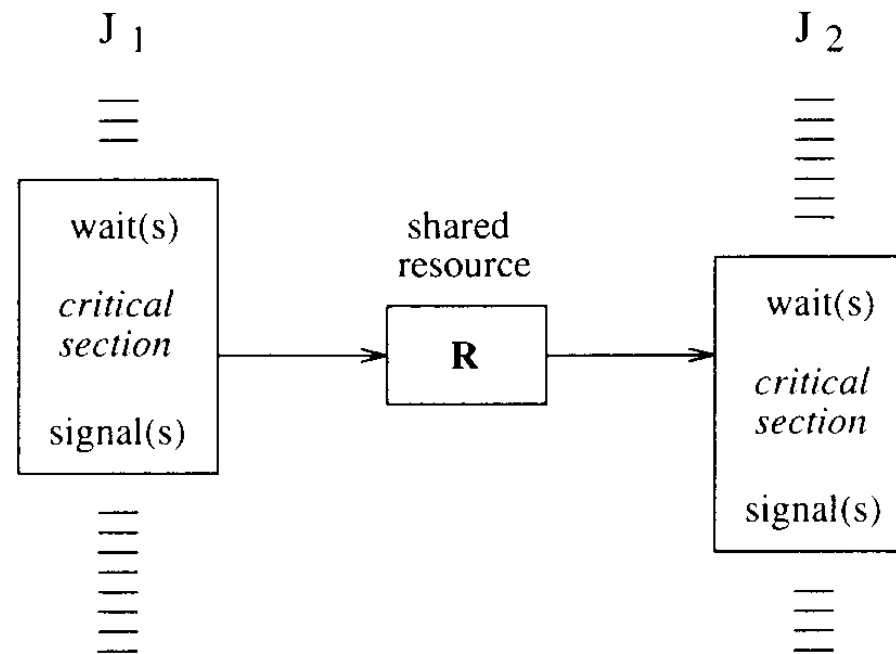 J 1
wait(s)
critical
section
signal(s)
shared
resource
R
J 2
wait(s)
critical
section
signal(s)